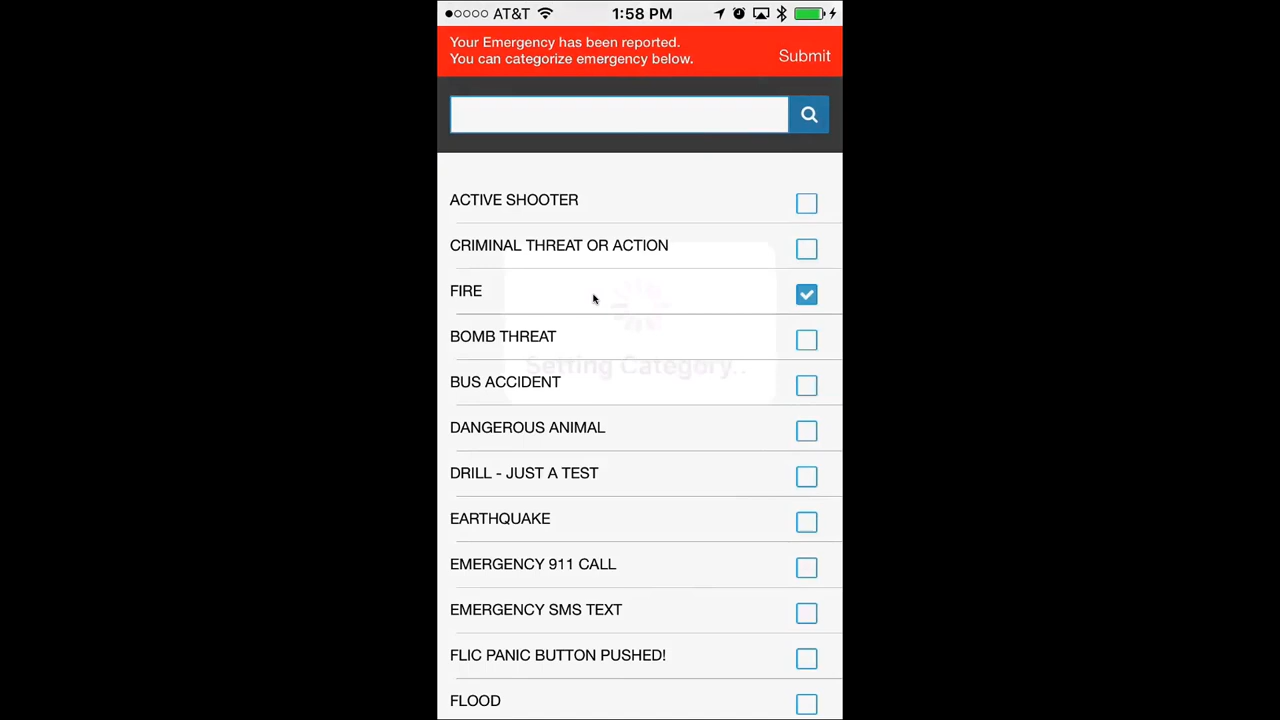 AT&T 1:58 PM
Your Emergency has been reported.
You can categorize emergency below.
Submit
ACTIVE SHOOTER
CRIMINAL THREAT OR ACTION
FIRE
BOMB THREAT
Setting Category..
BUS ACCIDENT
DANGEROUS ANIMAL
DRILL - JUST A TEST
EARTHQUAKE
EMERGENCY 911 CALL
EMERGENCY SMS TEXT
FLIC PANIC BUTTON PUSHED!
FLOOD